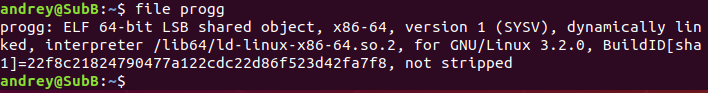 andrey@SubB:~$ file progg
progg: ELF 64-bit LSB shared object, x86-64, version 1 (SYSV), dynamically lin
ked, interpreter /lib64/ld-linux-x86-64.so.2, for GNU/Linux 3.2.0, BuildID[sha
1]=22f8c21824790477a122cdc22d86f523d42fa7f8, not stripped
andrey@SubB:~$